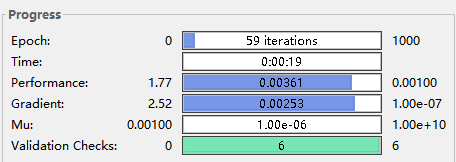 Progress
Epoch: 0 59 iterations 1000
Time: 0:00:19
Performance: 1.77 0.00361 0.00100
Gradient: 2.52 0.00253 1.00e-07
Mu: 0.00100 1.00e-06 1.00e+10
Validation Checks: 0 6 6